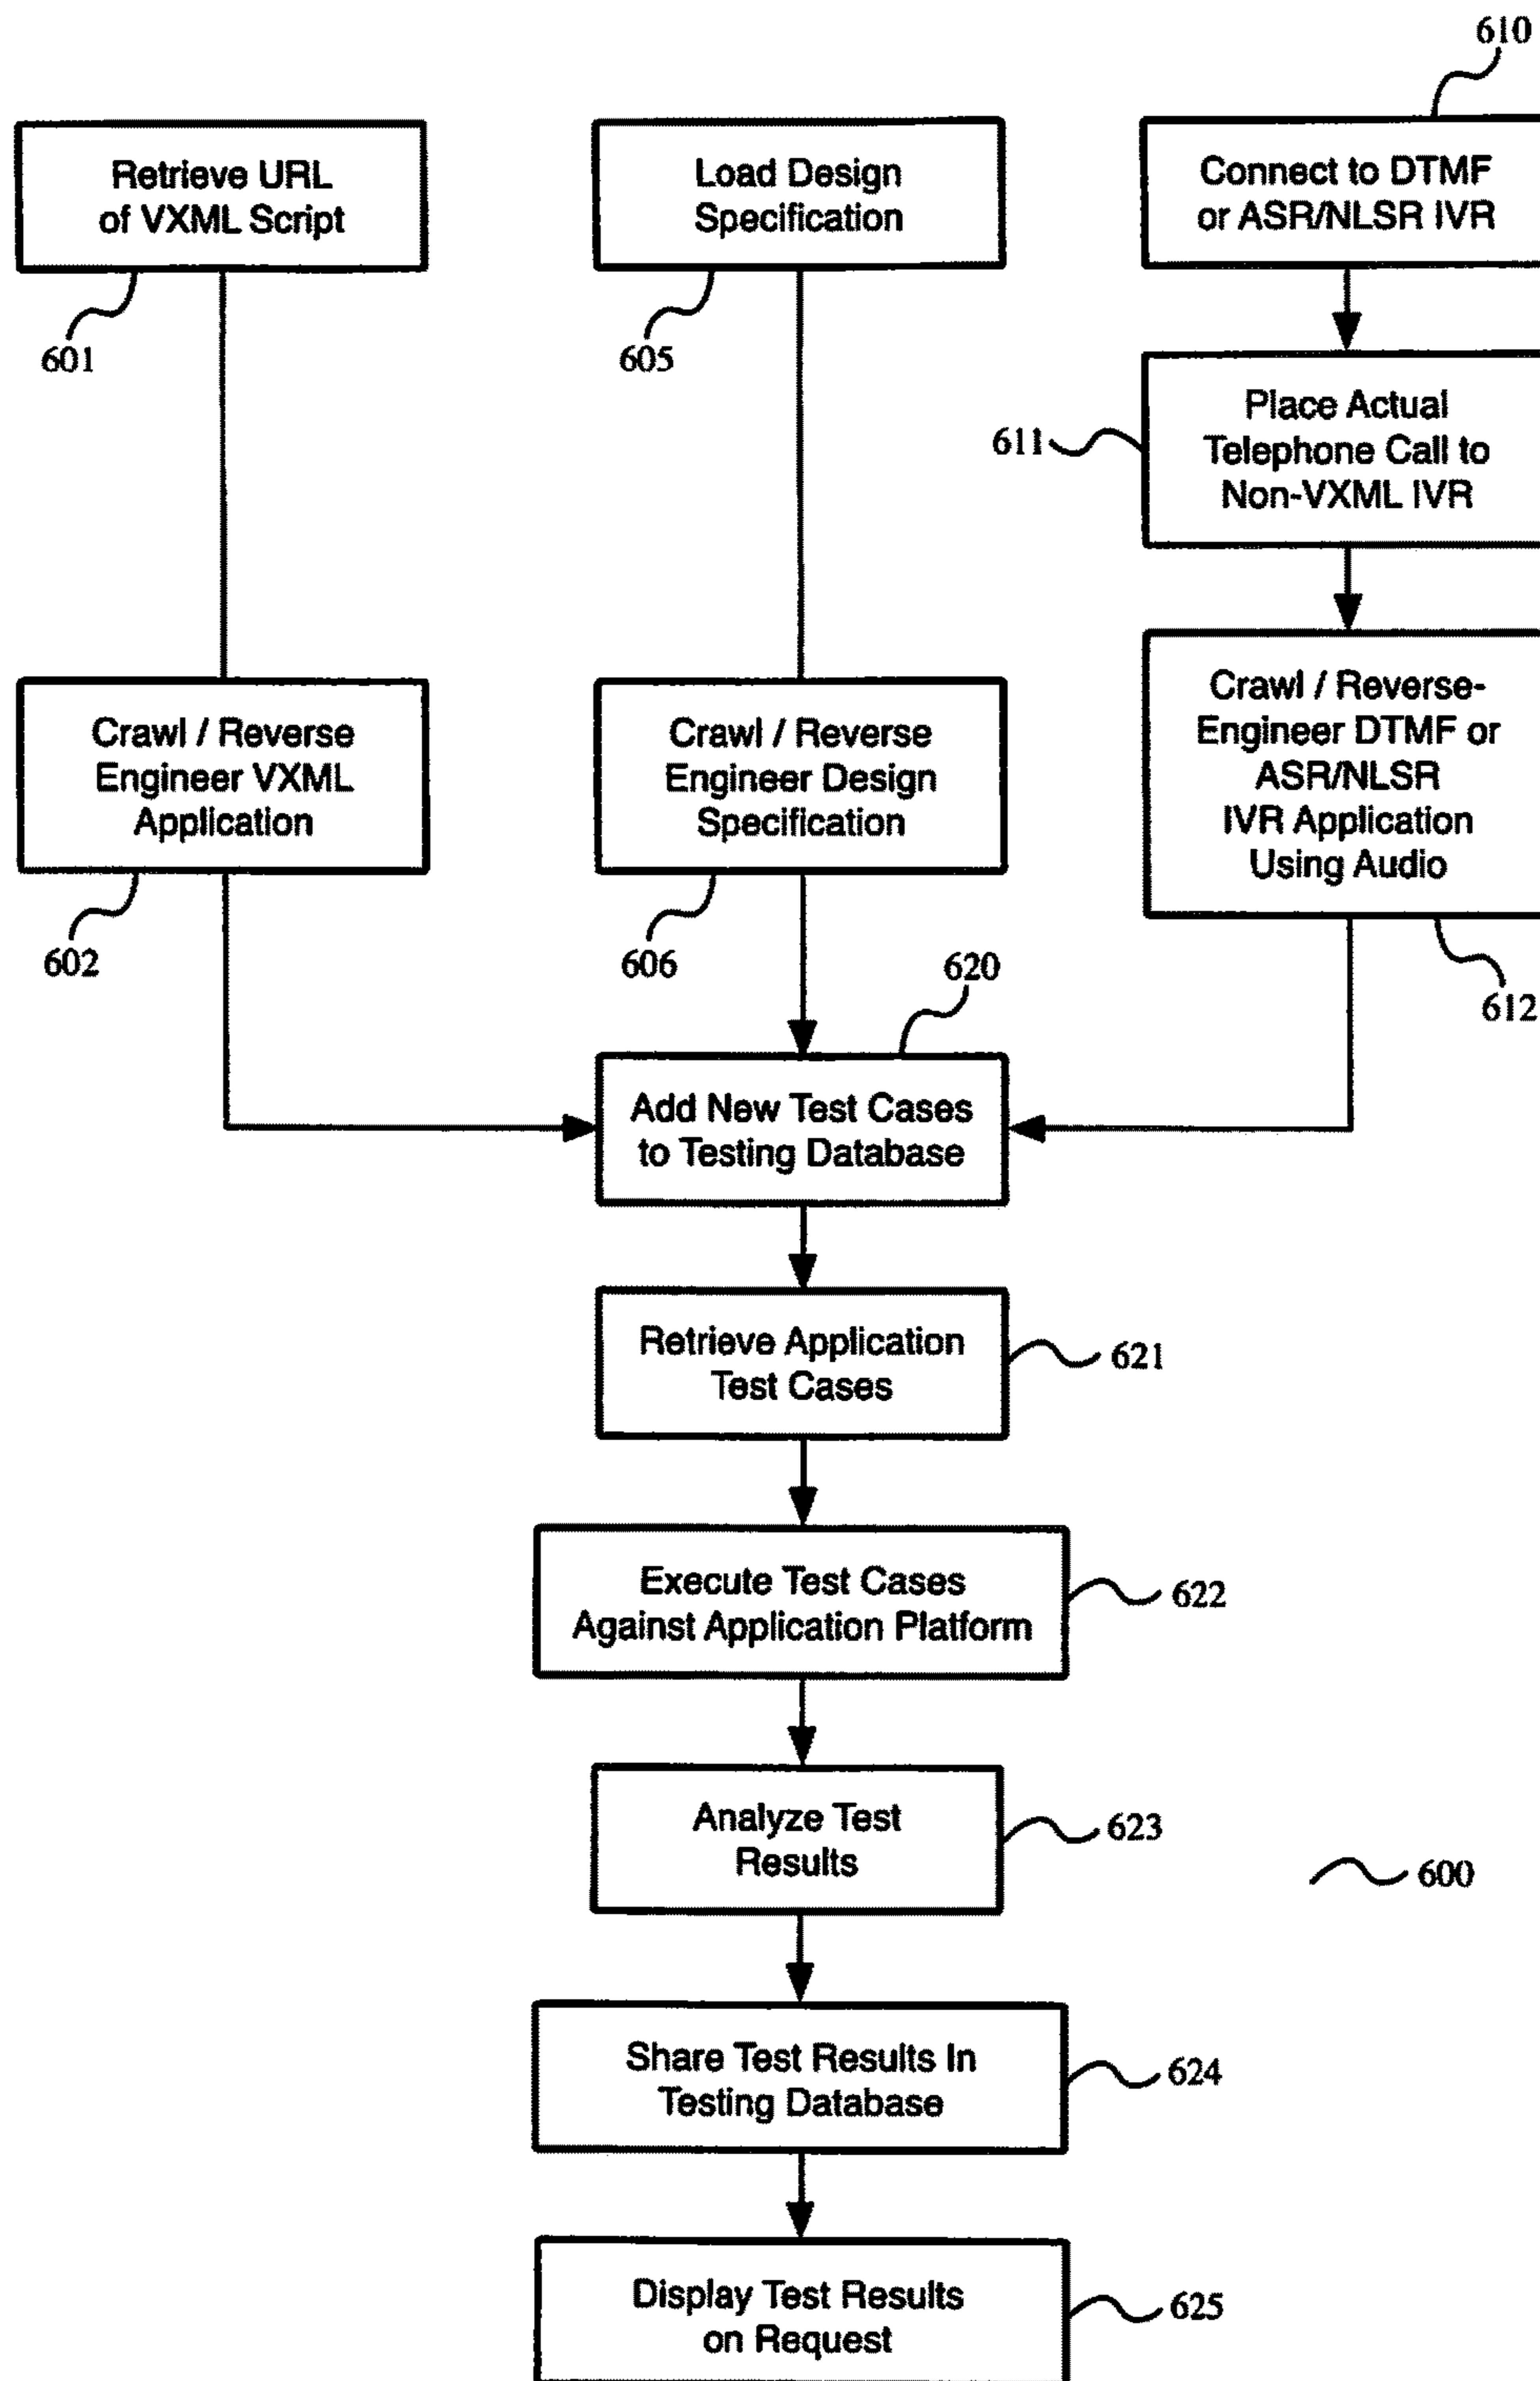 610
Retrieve URL
of VXML Script
601
Load Design
Specification
605
Connect to DTMF
or ASR/NLSR IVR
611
Place Actual
Telephone Call to
Non-VXML IVR
Crawl / Reverse
Engineer VXML
Application
602
Crawl / Reverse
Engineer Design
Specification
606
Crawl / Reverse-
Engineer DTMF or
ASR/NLSR
IVR Application
Using Audio
612
620
Add New Test Cases
to Testing Database
Retrieve Application
Test Cases
621
Execute Test Cases
Against Application Platform
622
Analyze Test
Results
623
600
Share Test Results In
Testing Database
624
Display Test Results
on Request
625